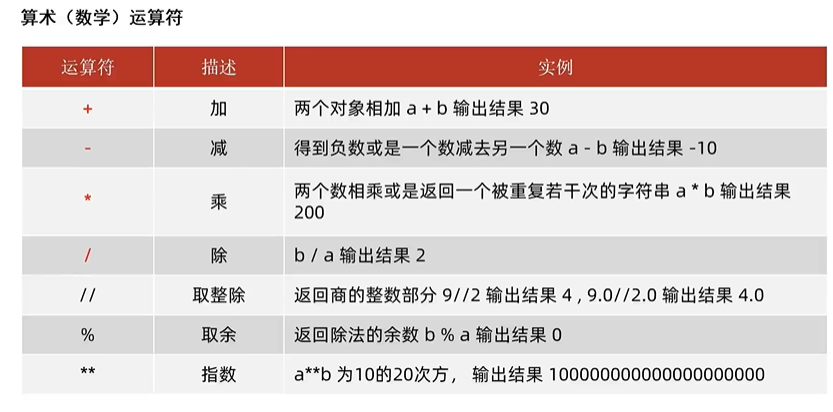 算术（数学）运算符
运算符 描述 实例
+ 加 两个对象相加 a + b 输出结果 30
- 减 得到负数或是一个数减去另一个数 a - b 输出结果 -10
* 乘 两个数相乘或是返回一个被重复若干次的字符串 a * b 输出结果
200
/ 除 b / a 输出结果 2
// 取整除 返回商的整数部分 9//2 输出结果 4 , 9.0//2.0 输出结果 4.0
% 取余 返回除法的余数 b % a 输出结果 0
** 指数 a**b 为10的20次方， 输出结果 100000000000000000000